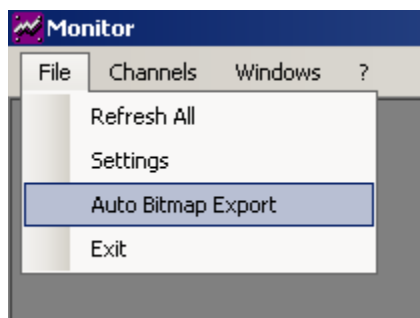 Monitor
File Channels Windows ?
Refresh All
Settings
Auto Bitmap Export
Exit